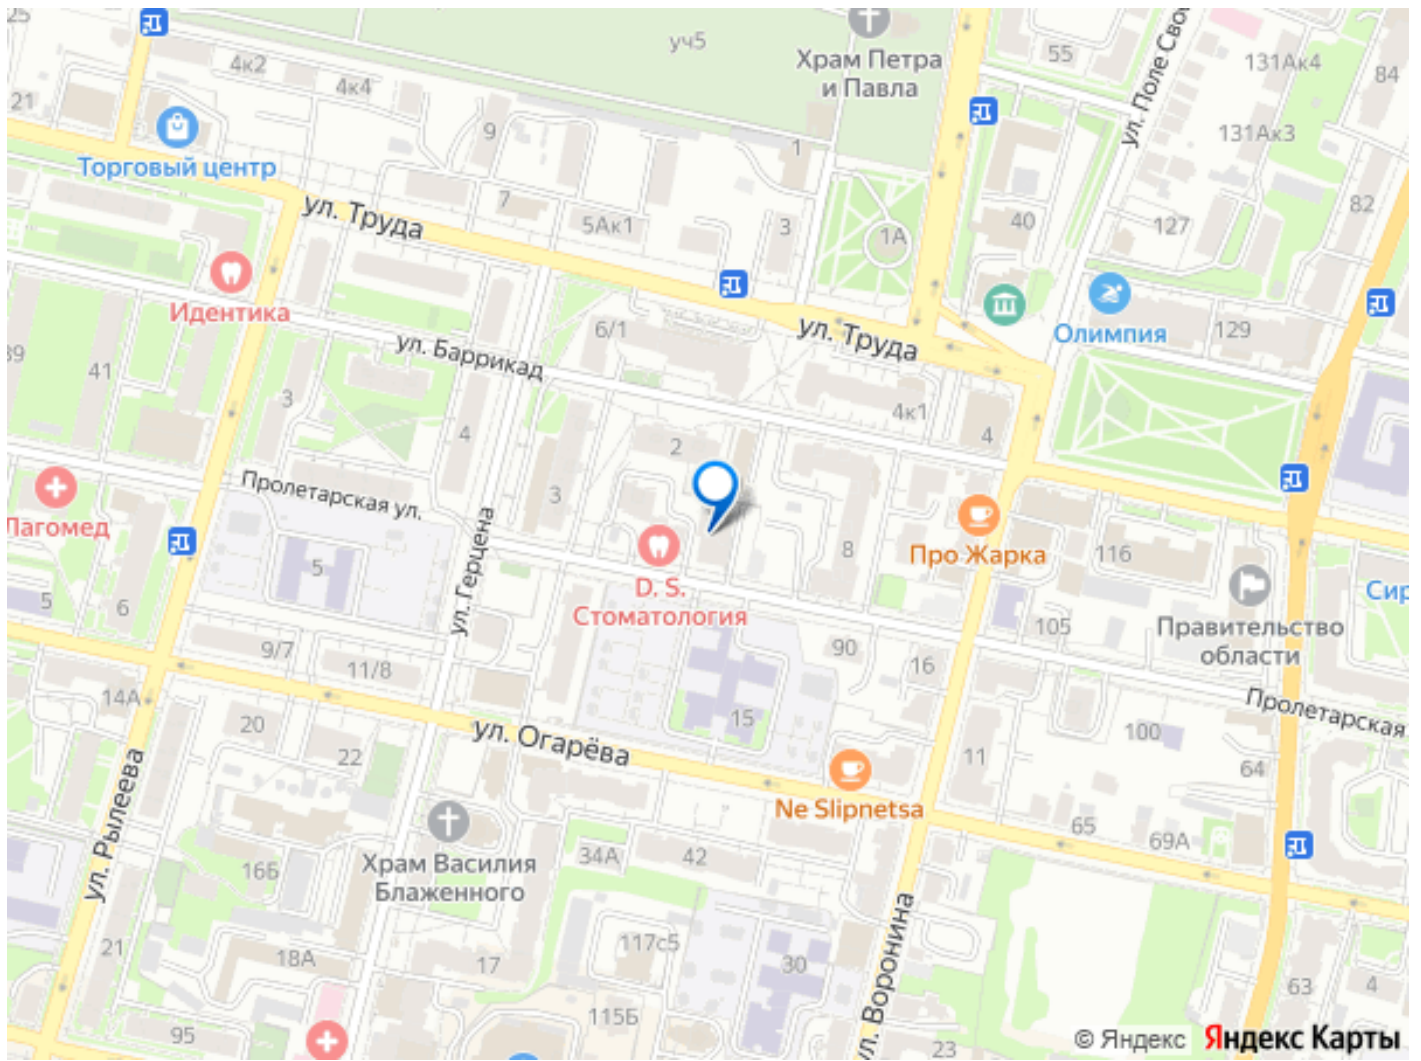 25
уч5
Храм Петра
и Павла
55
ул. Поле Своб
131Ак4
84
4к2
4к4
21
9
131Ак3
1
Торговый центр
7
5Ак1
3
1А
40
127
82
ул. Труда
Идентика
6/1
ул. Труда
Олимпия
129
ул. Баррикад
39
41
3
4
4к1
4
2
Пролетарская ул.
3
Лагомед
ул. Герцена
8
Про Жарка
116
5
D. S.
Стоматология
5
6
105
Правительство
области
Сир
9/7
11/8
90
16
14А
20
22
ул. Огарёва
15
11
100
Пролетарская
64
ул. Рылеева
Ne Slipnetsa
65
69А
16Б
Храм Василия
Блаженного
34А
42
21
18А
17
117с5
30
ул. Воронина
63
4
95
115Б
23
© Яндекс Яндекс Карты